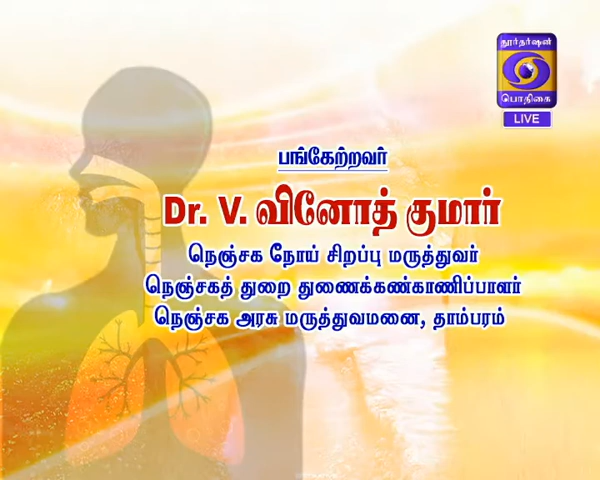 தூர்தர்ஷன்
பொதிகை
LIVE
பங்கேற்றவர்
Dr. V. வினோத் குமார்
நெஞ்சக நோய் சிறப்பு மருத்துவர்
நெஞ்சகத் துறை துணைக்கண்காணிப்பாளர்
நெஞ்சக அரசு மருத்துவமனை, தாம்பரம்